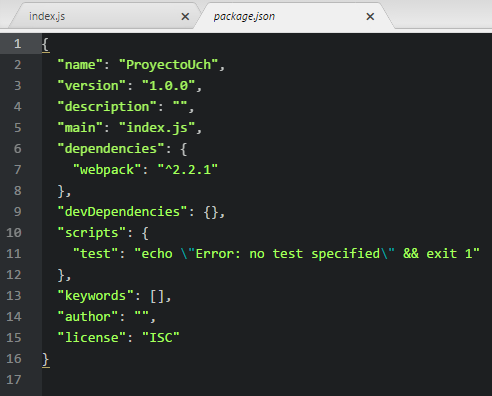 index.js × package.json ×
1 {
2 "name": "ProyectoUch",
3 "version": "1.0.0",
4 "description": "",
5 "main": "index.js",
6 "dependencies": {
7 "webpack": "^2.2.1"
8 },
9 "devDependencies": {},
10 "scripts": {
11 "test": "echo \"Error: no test specified\" && exit 1"
12 },
13 "keywords": [],
14 "author": "",
15 "license": "ISC"
16 }
17